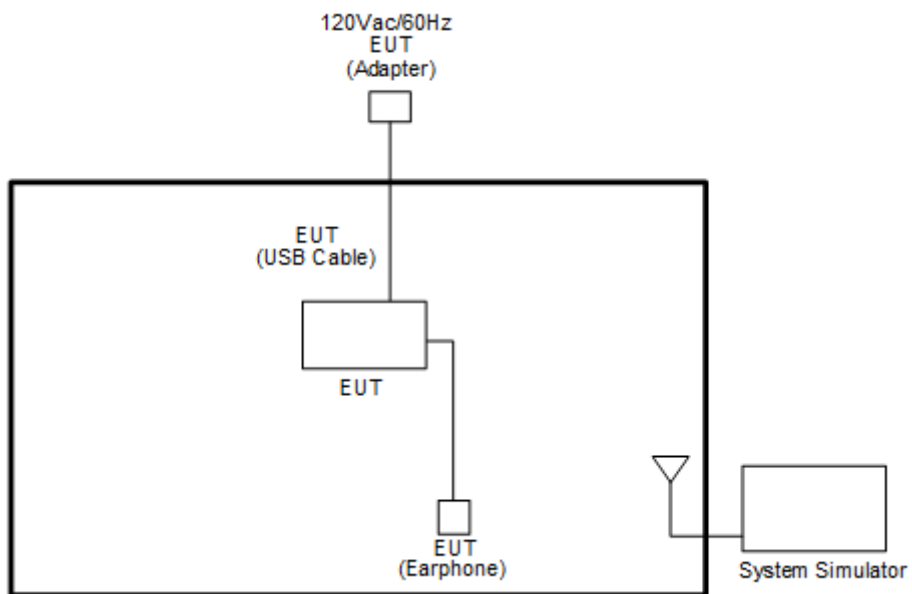 120Vac/60Hz
EUT
(Adapter)
EUT
(USB Cable)
EUT
EUT
(Earphone)
System Simulator